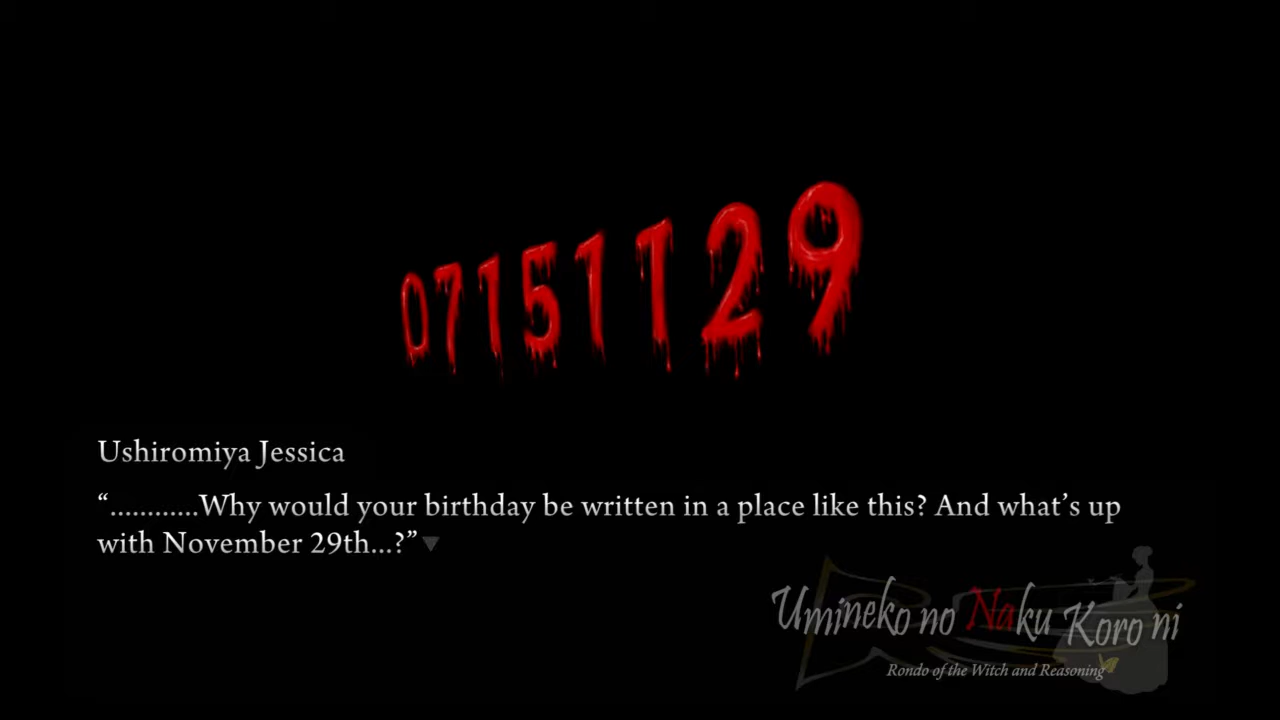 07151129
Ushiromiya Jessica
“............Why would your birthday be written in a place like this? And what’s up
with November 29th...?”
Umineko no Naku Koro ni
Rondo of the Witch and Reasoning